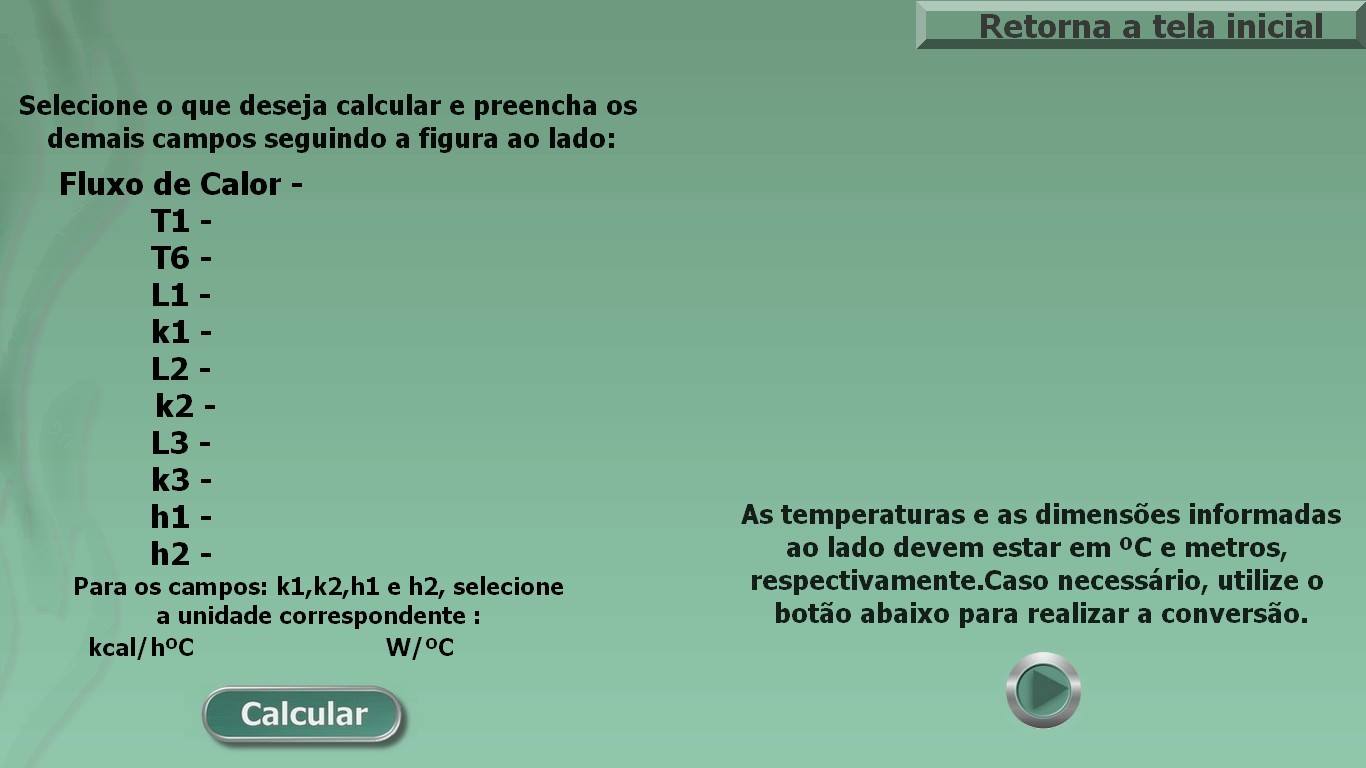 Retorna a tela inicial
Selecione o que deseja calcular e preencha os
demais campos seguindo a figura ao lado:
Fluxo de Calor -
T1 -
T6 -
L1 -
k1 -
L2 -
k2 -
L3 -
k3 -
h1 -
h2 -
Para os campos: k1,k2,h1 e h2, selecione
a unidade correspondente :
kcal/hºC
W/ºC
Calcular
As temperaturas e as dimensões informadas
ao lado devem estar em ºC e metros,
respectivamente.Caso necessário, utilize o
botão abaixo para realizar a conversão.